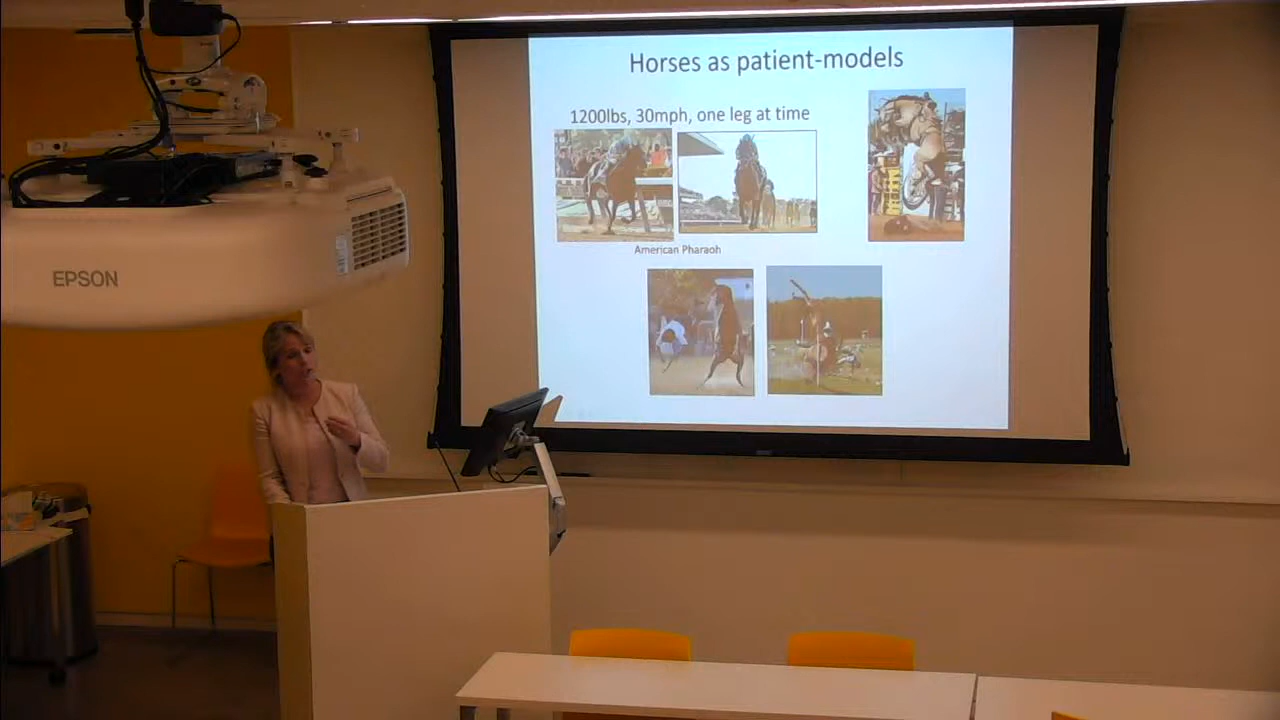 Horses as patient-models
1200lbs, 30mph, one leg at time
American Pharaoh
EPSON